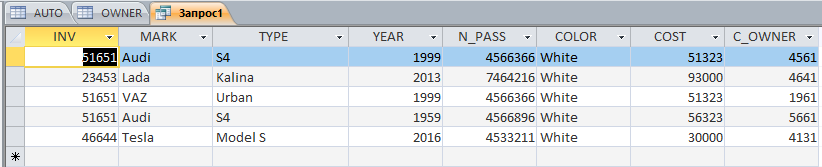 AUTO OWNER Запрос1
INV MARK TYPE YEAR N_PASS COLOR COST C_OWNER
51651 Audi S4 1999 4566366 White 51323 4561
23453 Lada Kalina 2013 7464216 White 93000 4641
51651 VAZ Urban 1999 4566366 White 51323 1961
51651 Audi S4 1959 4566896 White 56323 5661
46644 Tesla Model S 2016 4533211 White 30000 4131